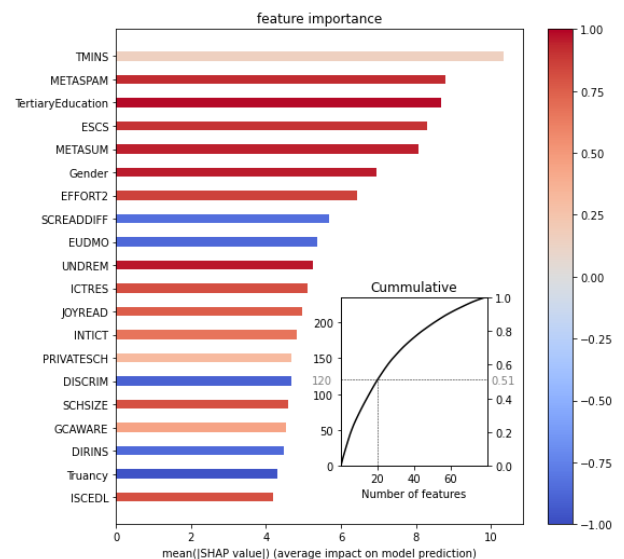 feature importance
TMINS
METASPAM
TertiaryEducation
ESCS
METASUM
Gender
EFFORT2
SCREADDIFF
EUDMO
UNDREM
ICTRES
JOYREAD
INTICT
PRIVATESCH
DISCRIM
SCHSIZE
GCAWARE
DIRINS
Truancy
ISCEDL
0 2 4 6 8 10
mean(|SHAP value|) (average impact on model prediction)
Cummulative
200
150
120
100
50
0
1.0
0.8
0.6
0.51
0.4
0.2
0.0
20 40 60
Number of features
1.00
0.75
0.50
0.25
0.00
−0.25
−0.50
−0.75
−1.00